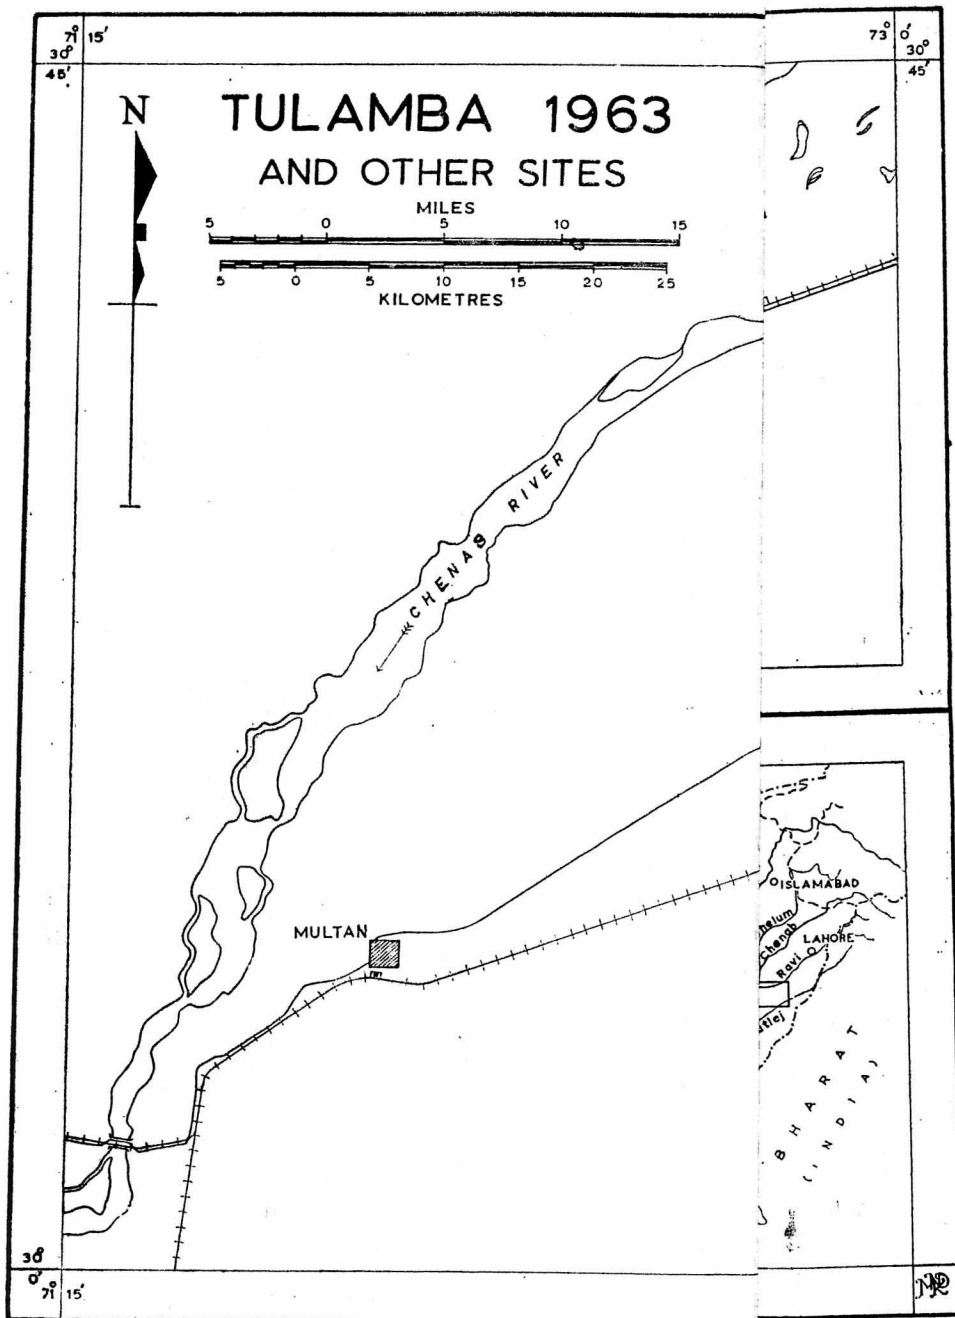 71° 15'
73° 0'
30°
45'
30°
45'
N
TULAMBA 1963
AND OTHER SITES
MILES
5 0 5 10 15
5 0 5 10 15 20 25
KILOMETRES
CHENAB RIVER
MULTAN
ISLAMABAD
helum
Chenab
LAHORE
Ravi
utlej
BHARAT
(INDIA)
30°
0'
71° 15'